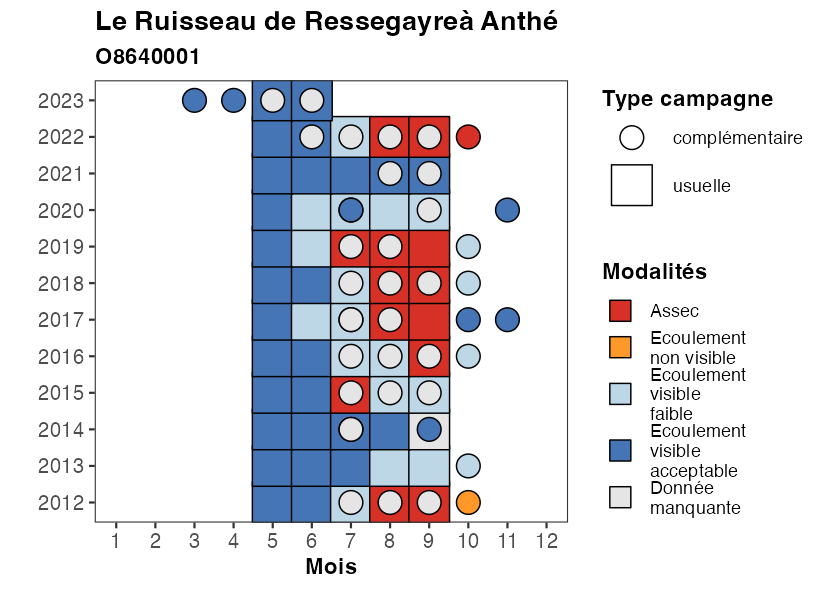 Le Ruisseau de Ressegayreà Anthé
O8640001
2023
2022
2021
2020
2019
2018
2017
2016
2015
2014
2013
2012
1 2 3 4 5 6 7 8 9 10 11 12
Mois
Type campagne
complémentaire
usuelle
Modalités
Assec
Ecoulement
non visible
Ecoulement
visible
faible
Ecoulement
visible
acceptable
Donnée
manquante